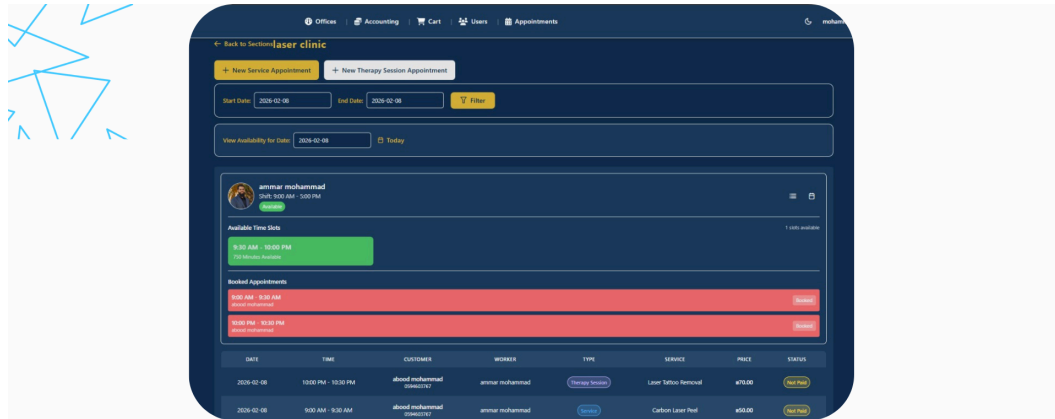 Offices | Accounting | Cart | Users | Appointments
← Back to Sections laser clinic
+ New Service Appointment + New Therapy Session Appointment
Start Date: 2026-02-08 End Date: 2026-02-08 Filter
View Availability for Date: 2026-02-08 Today
ammar mohammad
Shift: 9:00 AM - 5:00 PM
Available
Available Time Slots 1 slots available
9:30 AM - 10:00 PM
750 Minutes Available
Booked Appointments
9:00 AM - 9:30 AM
abood mohammad
Booked
10:00 PM - 10:30 PM
abood mohammad
Booked
DATE TIME CUSTOMER WORKER TYPE SERVICE PRICE STATUS
2026-02-08 10:00 PM - 10:30 PM abood mohammad ammar mohammad Therapy Session Laser Tattoo Removal ₪70.00 Not Paid
0594603767
2026-02-08 9:00 AM - 9:30 AM abood mohammad ammar mohammad Service Carbon Laser Peel ₪50.00 Not Paid
0594603767